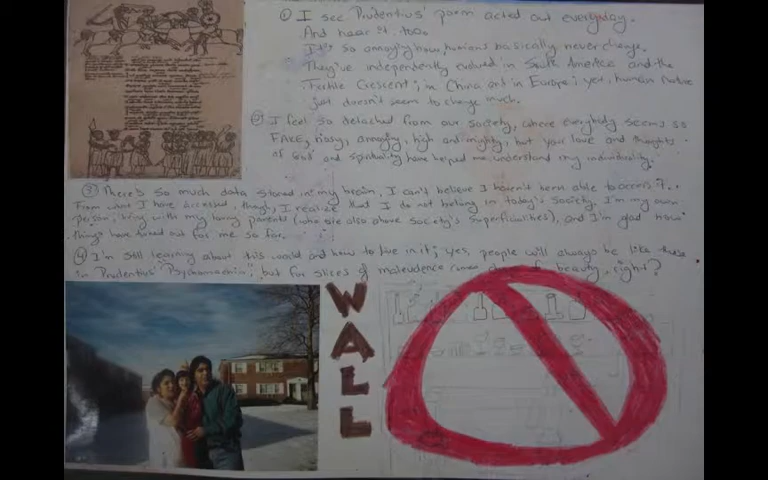 ① I see Prudentius' poem acted out everyday.
And hear it, too.
It's so annoying how humans basically never change.
They've independently evolved in South America and the
Fertile Crescent; in China and in Europe; yet, human nature
just doesn't seem to change much.
② I feel so detached from our society, where everybody seems so
FAKE, noisy, annoying, high and mighty, but your love and thoughts
of God and spirituality have helped me understand my individuality.
③ There's so much data stored in my brain, I can't believe I haven't been able to access it.
From what I have accessed, though, I realize that I do not belong in today's society. I'm my own
person, living with my loving parents (who are also above society's superficialities), and I'm glad how
things have turned out for me so far.
④ I'm still learning about this world and how to live in it; yes, people will always be like those
in Prudentius' "Psychomachia", but for slices of of beauty, right?
WALL